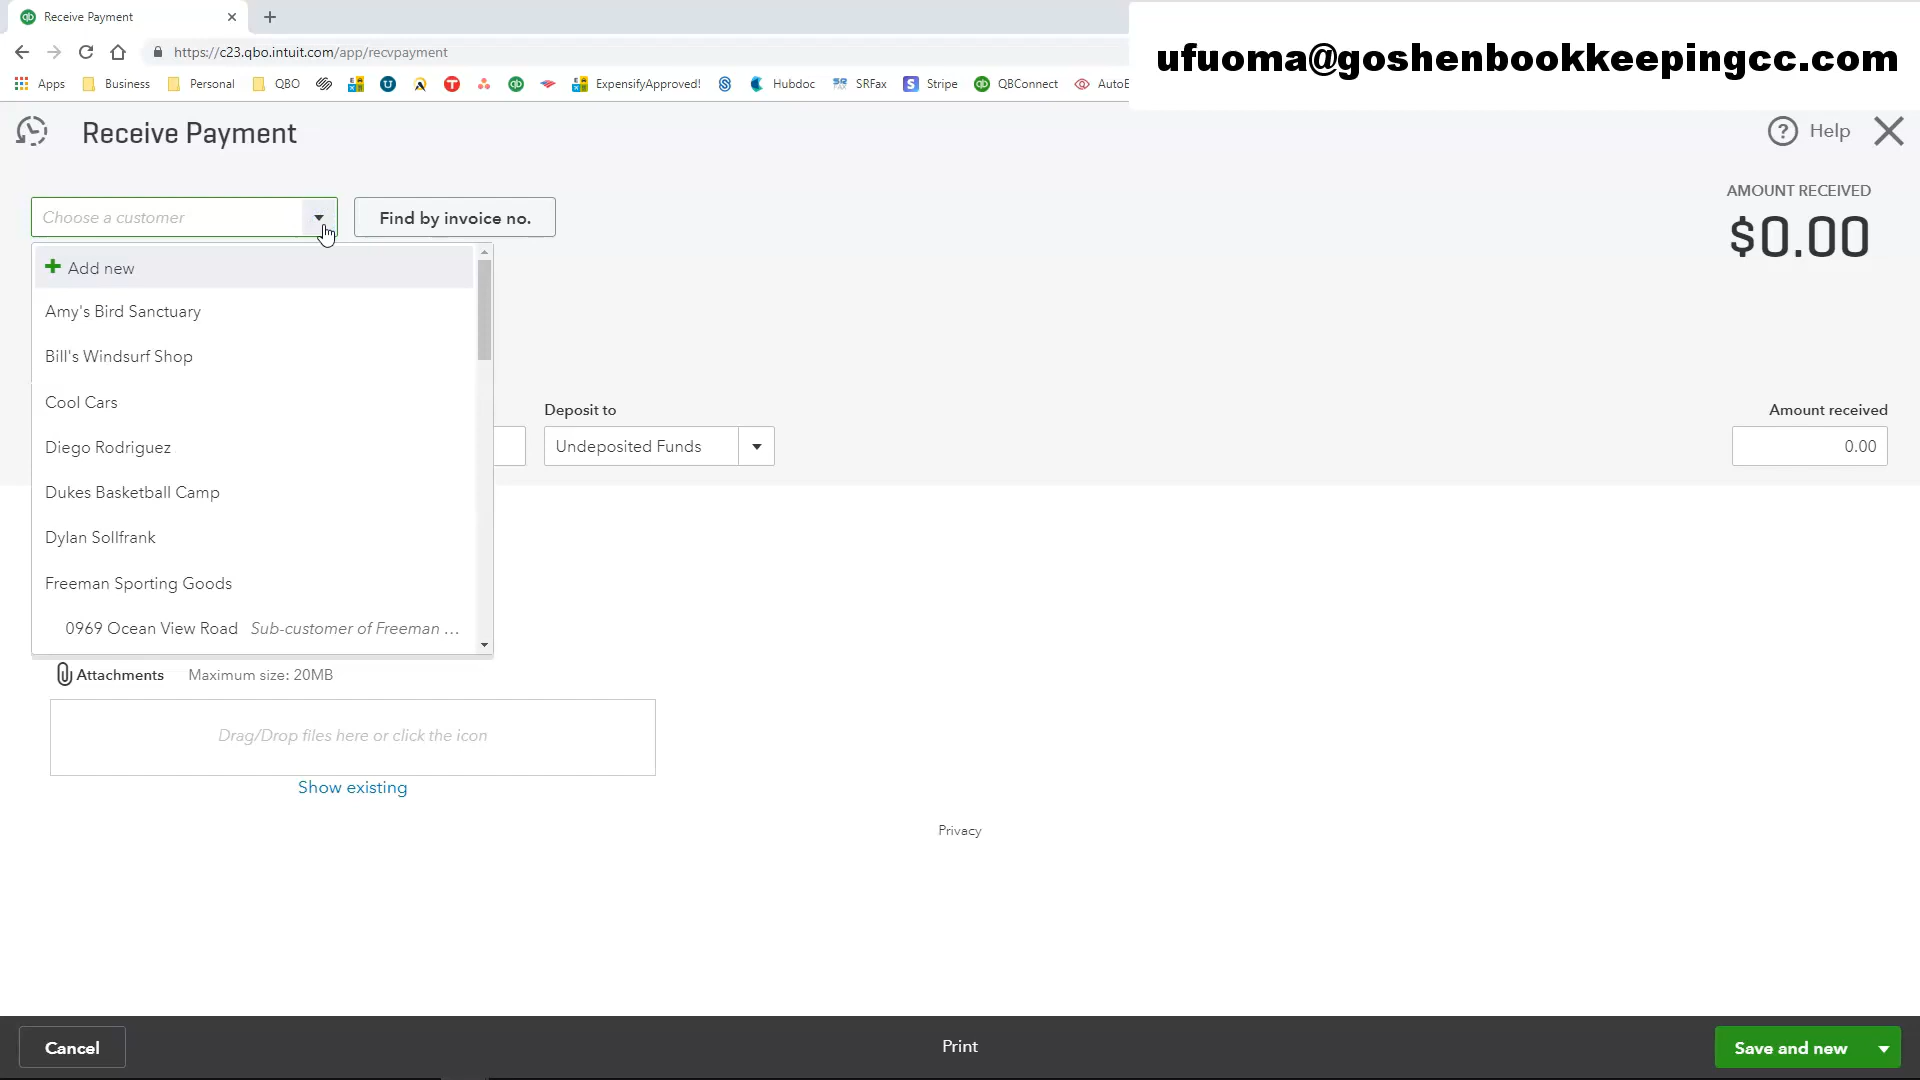 Receive Payment
https://c23.qbo.intuit.com/app/recvpayment
ufuoma@goshenbookkeepingcc.com
Apps Business Personal QBO ExpensifyApproved! Hubdoc SRFax Stripe QBConnect AutoE
Receive Payment
Help
AMOUNT RECEIVED
$0.00
Choose a customer
Find by invoice no.
Add new
Amy's Bird Sanctuary
Bill's Windsurf Shop
Cool Cars
Diego Rodriguez
Dukes Basketball Camp
Dylan Sollfrank
Freeman Sporting Goods
0969 Ocean View Road Sub-customer of Freeman ...
Deposit to
Undeposited Funds
Amount received
0.00
Attachments Maximum size: 20MB
Drag/Drop files here or click the icon
Show existing
Privacy
Cancel
Print
Save and new